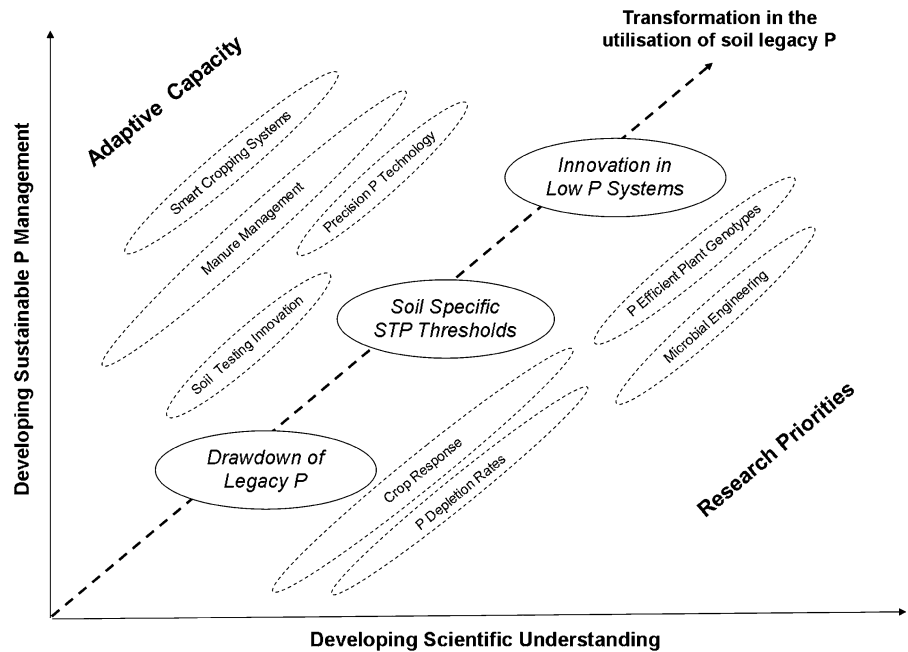 Transformation in the
utilisation of soil legacy P
Adaptive Capacity
Smart Cropping Systems
Manure Management
Precision P Technology
Innovation in
Low P Systems
P Efficient Plant Genotypes
Microbial Engineering
Soil Specific
STP Thresholds
Soil Testing Innovation
Drawdown of
Legacy P
Crop Response
P Depletion Rates
Research Priorities
Developing Sustainable P Management
Developing Scientific Understanding